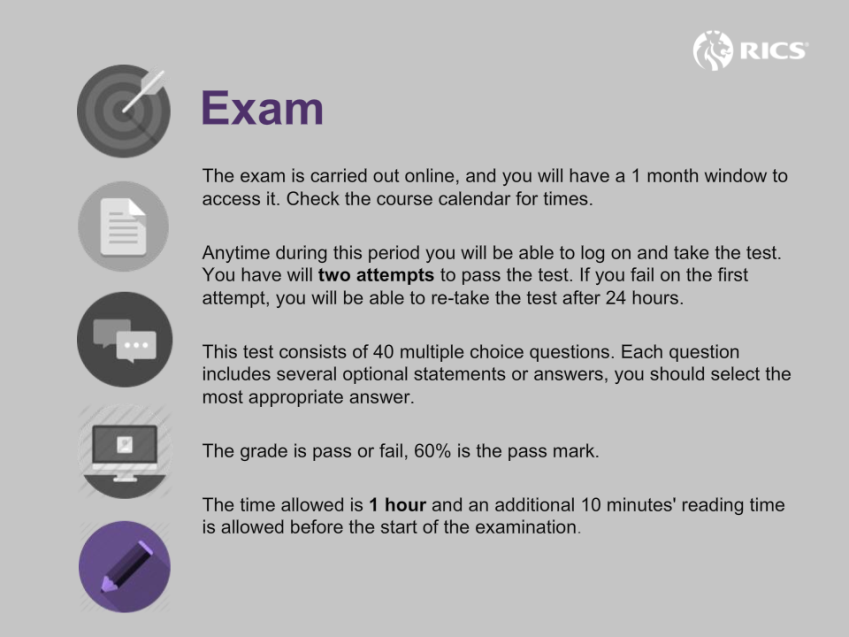 RICS
Exam
The exam is carried out online, and you will have a 1 month window to
access it. Check the course calendar for times.
Anytime during this period you will be able to log on and take the test.
You have will two attempts to pass the test. If you fail on the first
attempt, you will be able to re-take the test after 24 hours.
This test consists of 40 multiple choice questions. Each question
includes several optional statements or answers, you should select the
most appropriate answer.
The grade is pass or fail, 60% is the pass mark.
The time allowed is 1 hour and an additional 10 minutes' reading time
is allowed before the start of the examination.